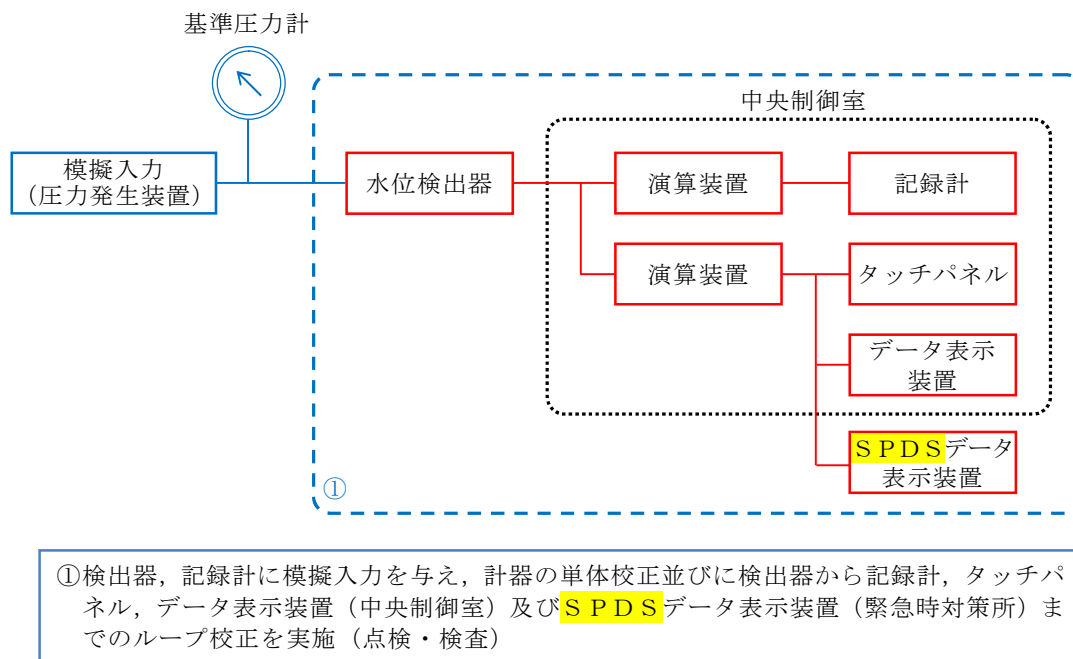 基準圧力計
中央制御室
模擬入力
（圧力発生装置）
水位検出器
演算装置
記録計
演算装置
タッチパネル
データ表示
装置
ＳＰＤＳデータ
表示装置
①
①検出器，記録計に模擬入力を与え，計器の単体校正並びに検出器から記録計，タッチパ
ネル，データ表示装置（中央制御室）及びＳＰＤＳデータ表示装置（緊急時対策所）ま
でのループ校正を実施（点検・検査）